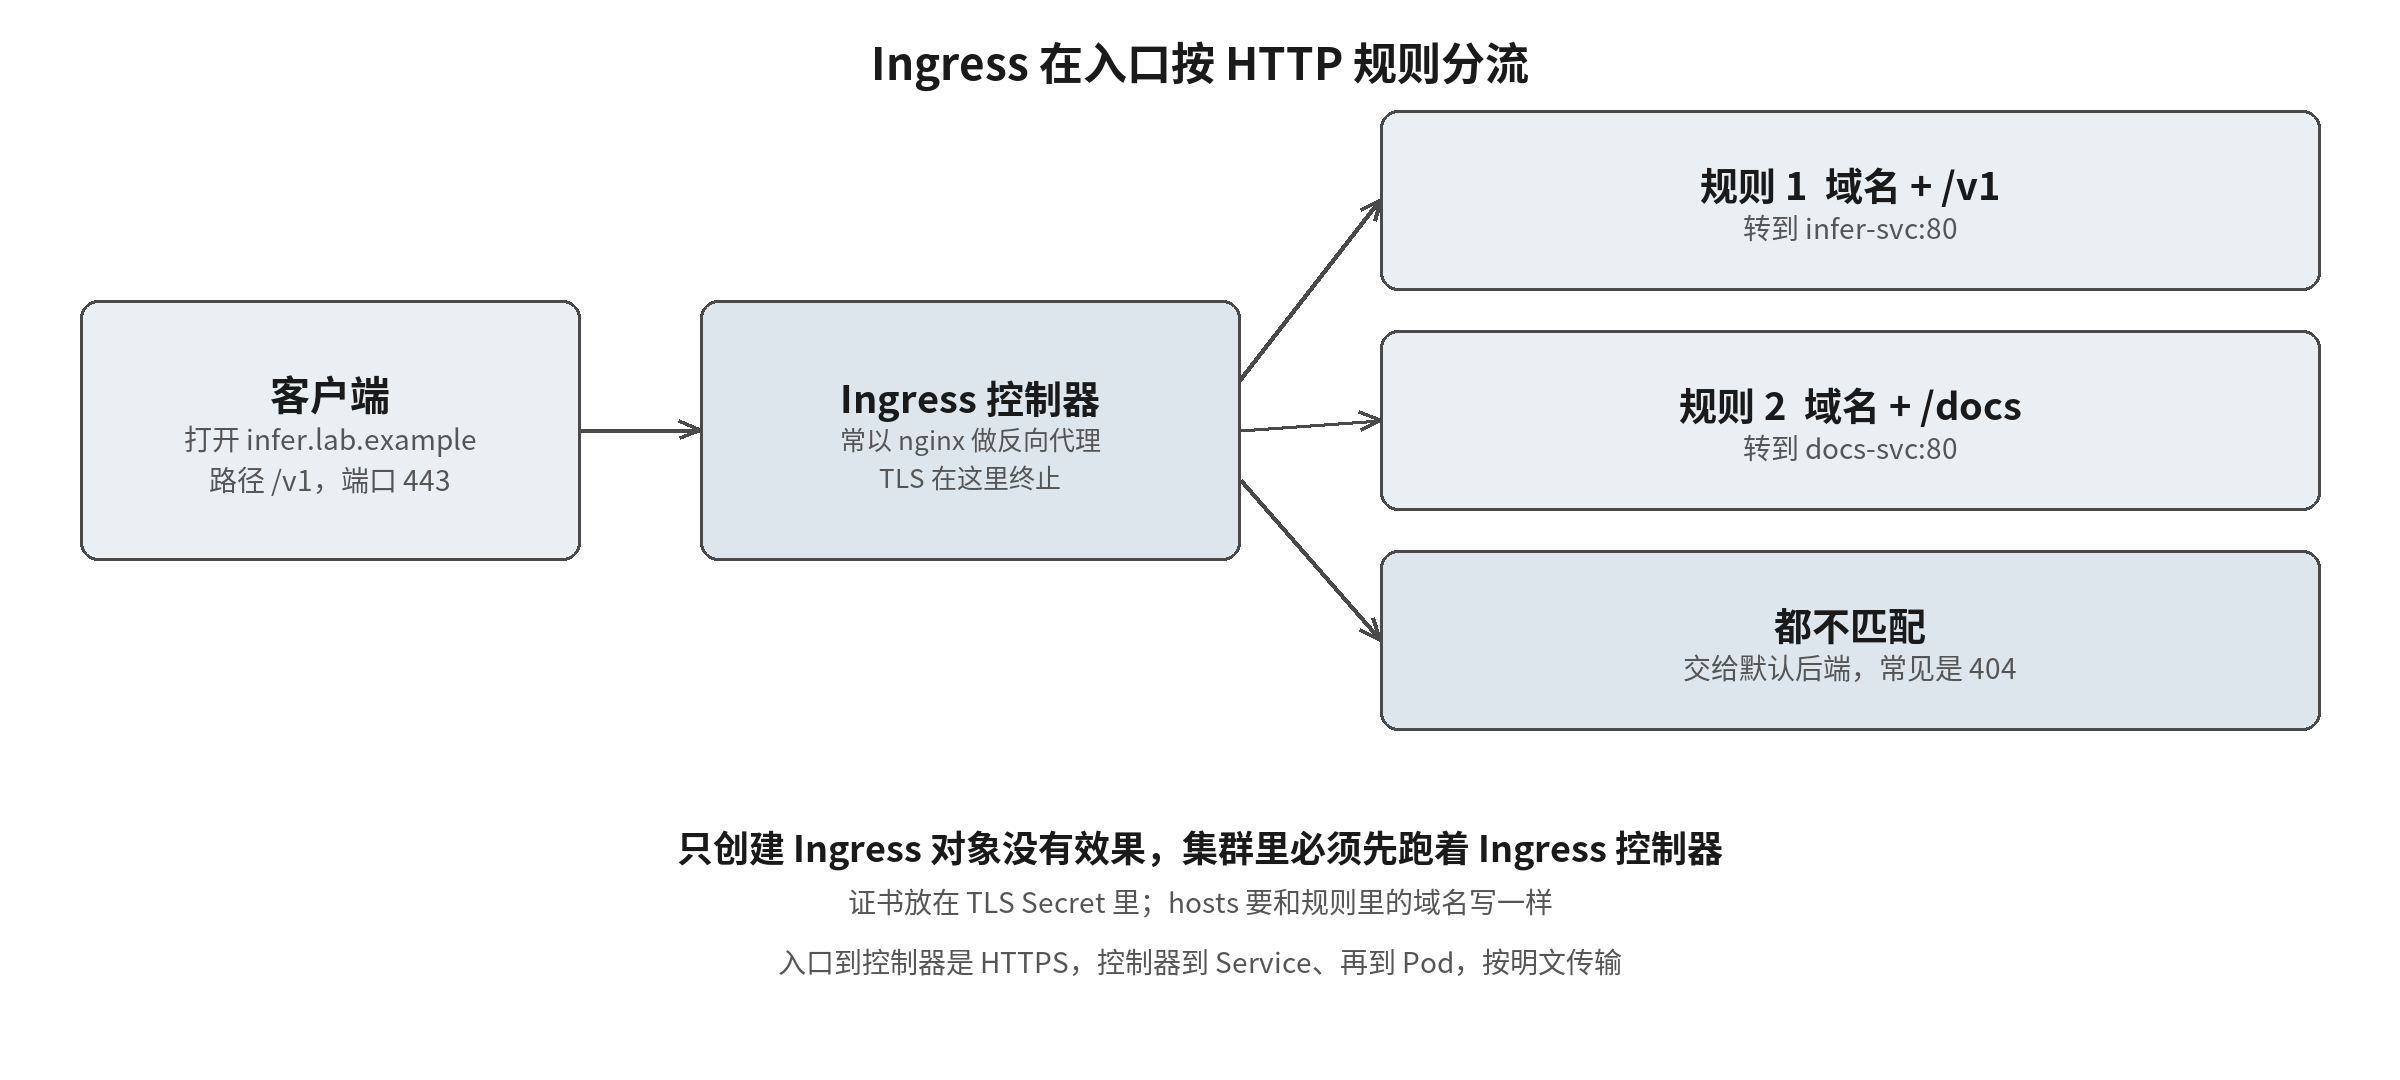 Ingress 在入口按 HTTP 规则分流
客户端
打开 infer.lab.example
路径 /v1，端口 443
Ingress 控制器
常以 nginx 做反向代理
TLS 在这里终止
规则 1  域名 + /v1
转到 infer-svc:80
规则 2  域名 + /docs
转到 docs-svc:80
都不匹配
交给默认后端，常见是 404
只创建 Ingress 对象没有效果，集群里必须先跑着 Ingress 控制器
证书放在 TLS Secret 里；hosts 要和规则里的域名写一样
入口到控制器是 HTTPS，控制器到 Service、再到 Pod，按明文传输